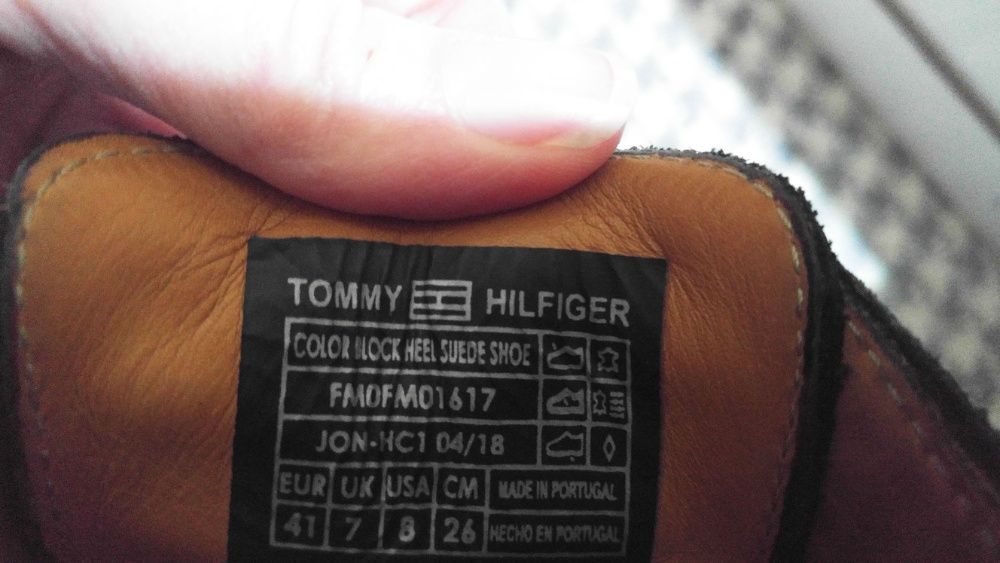 TOMMY HILFIGER
COLOR BLOCK HEEL SUEDE SHOE
FM0FM01617
JON-HC1 04/18
EUR UK USA CM MADE IN PORTUGAL
41 7 8 26 HECHO EN PORTUGAL